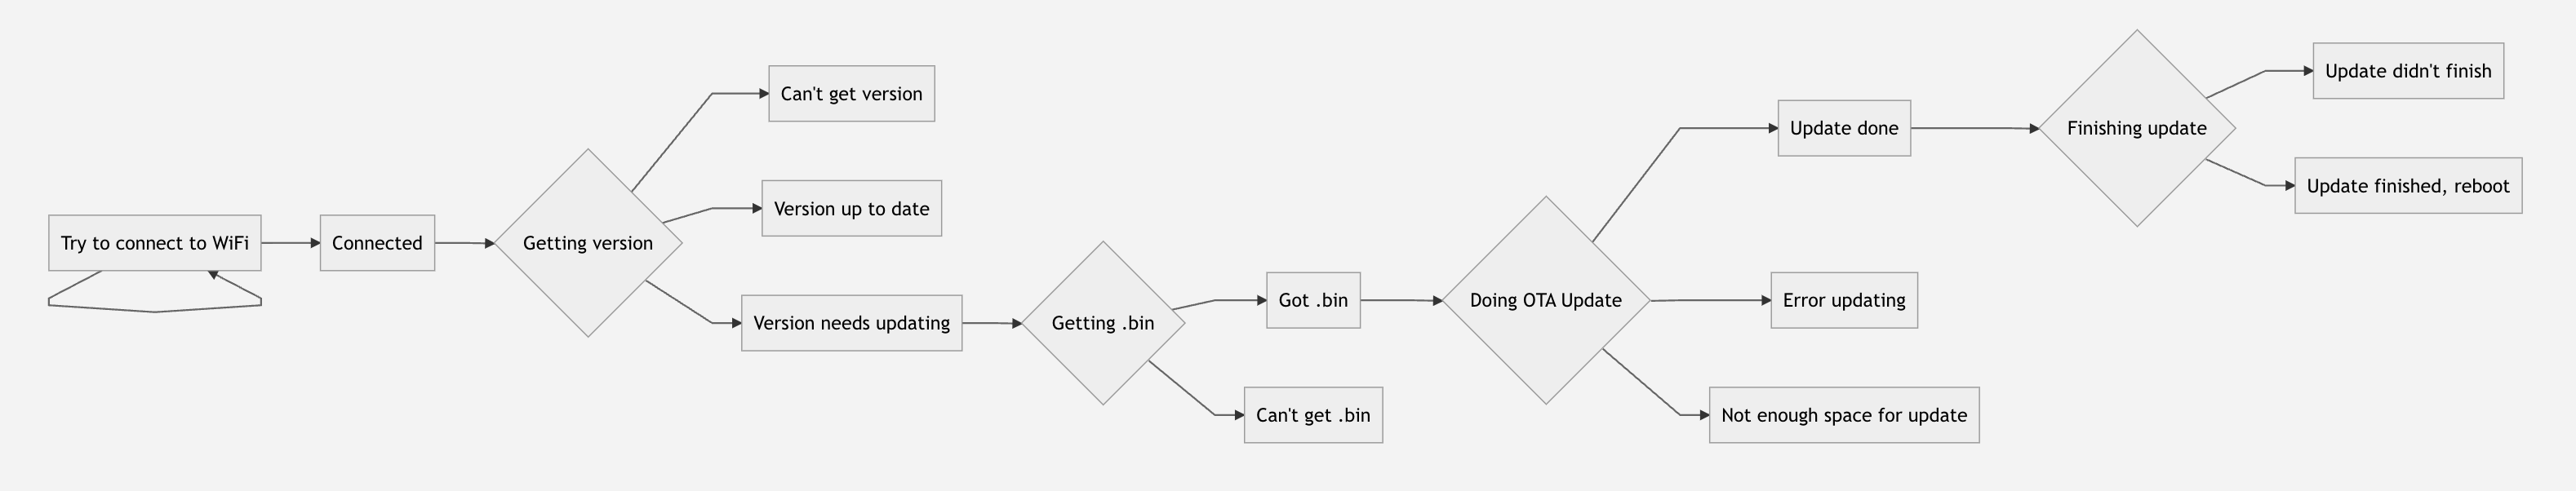 Try to connect to WiFi
Connected
Getting version
Can't get version
Version up to date
Version needs updating
Getting .bin
Got .bin
Can't get .bin
Doing OTA Update
Update done
Error updating
Not enough space for update
Finishing update
Update didn't finish
Update finished, reboot